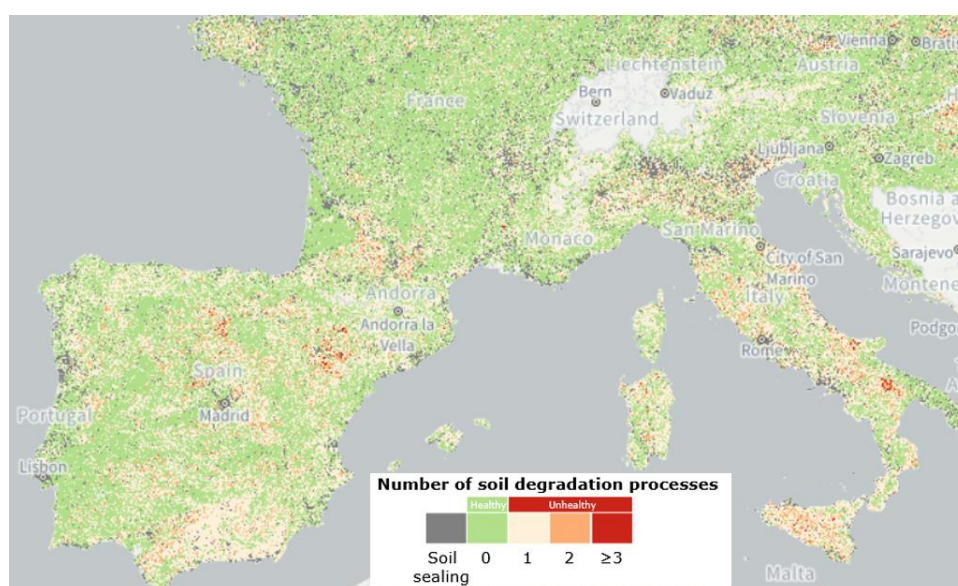 Vienna
Bratis
Liechtenstein
Austria
France
Bern
Vaduz
Switzerland
Slovenia
Ljubljana
Zagreb
Croatia
Bosnia a
Herzegov
San Marino
Monaco
City of San
Marino
Sarajevo
Montene
Andorra
Italy
Andorra la
Vella
Podgo
Rome
Spain
Madrid
Portugal
Lisbon
Number of soil degradation processes
Healthy Unhealthy
Soil
sealing 0 1 2 ≥3
Malta